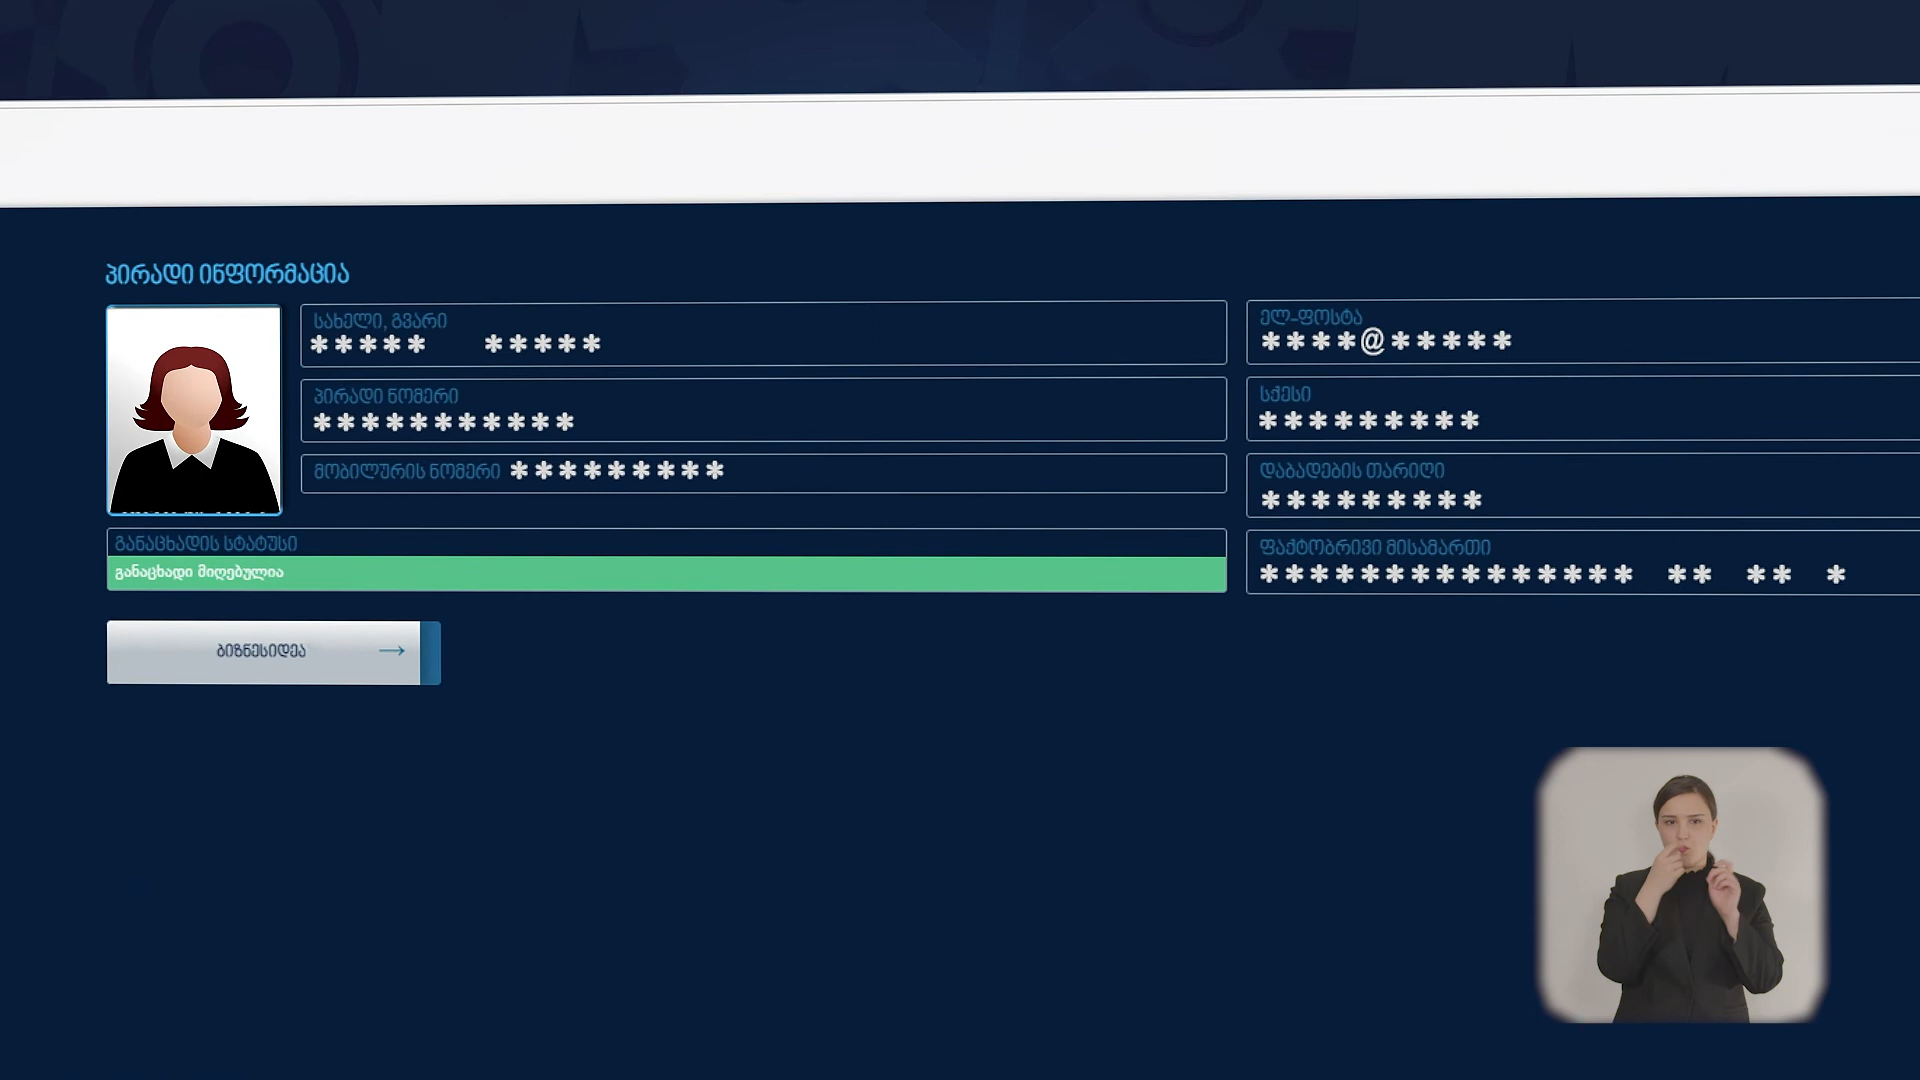 პირადი ინფორმაცია
სახელი, გვარი
***** *****
პირადი ნომერი
***********
მობილურის ნომერი *********
განაცხადის სტატუსი
განაცხადი მიღებულია
ბიზნესიდეა →
ელ-ფოსტა
****@*****
სქესი
*********
დაბადების თარიღი
*********
ფაქტობრივი მისამართი
*************** ** ** *